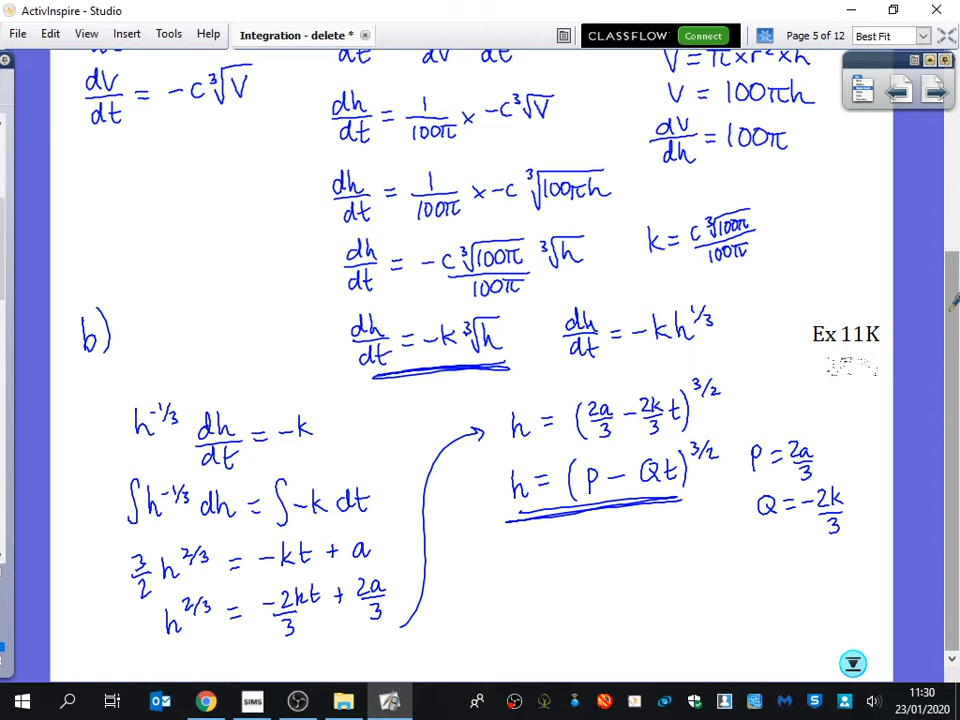 ActivInspire - Studio
File Edit View Insert Tools Help
Integration - delete *
CLASSFLOW Connect
Page 5 of 12
Best Fit
dt dV dt
V = π×r²×h
dV/dt = -c∛V
dh/dt = 1/100π × -c∛V
V = 100πh
dV/dh = 100π
dh/dt = 1/100π × -c ∛100πh
dh/dt = -c∛100π/100π ∛h
k = c∛100π/100π
b)
dh/dt = -k∛h
dh/dt = -kh^1/3
Ex 11K
h^-1/3 dh/dt = -k
∫h^-1/3 dh = ∫-k dt
3/2 h^2/3 = -kt + a
h^2/3 = -2kt/3 + 2a/3
h = (2a/3 - 2k/3 t)^3/2
h = (P - Qt)^3/2
P = 2a/3
Q = -2k/3
11:30
23/01/2020